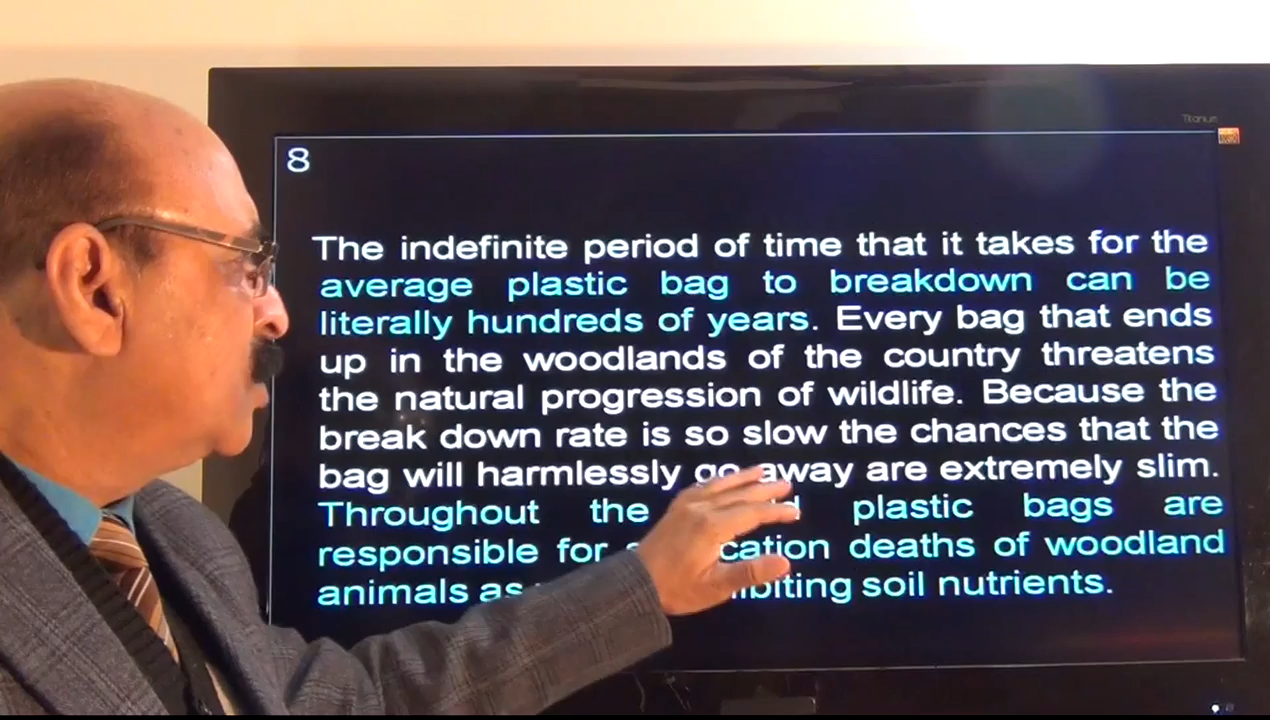 Titanium
8
The indefinite period of time that it takes for the
average plastic bag to breakdown can be
literally hundreds of years. Every bag that ends
up in the woodlands of the country threatens
the natural progression of wildlife. Because the
break down rate is so slow the chances that the
bag will harmlessly go away are extremely slim.
Throughout the plastic bags are
responsible for deaths of woodland
animals as soil nutrients.